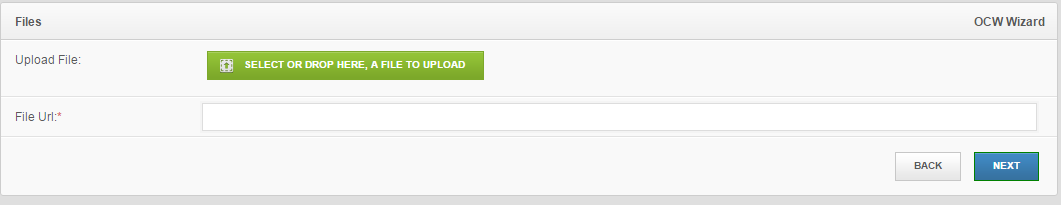 Files OCW Wizard
Upload File: SELECT OR DROP HERE, A FILE TO UPLOAD
File Url:*
BACK NEXT